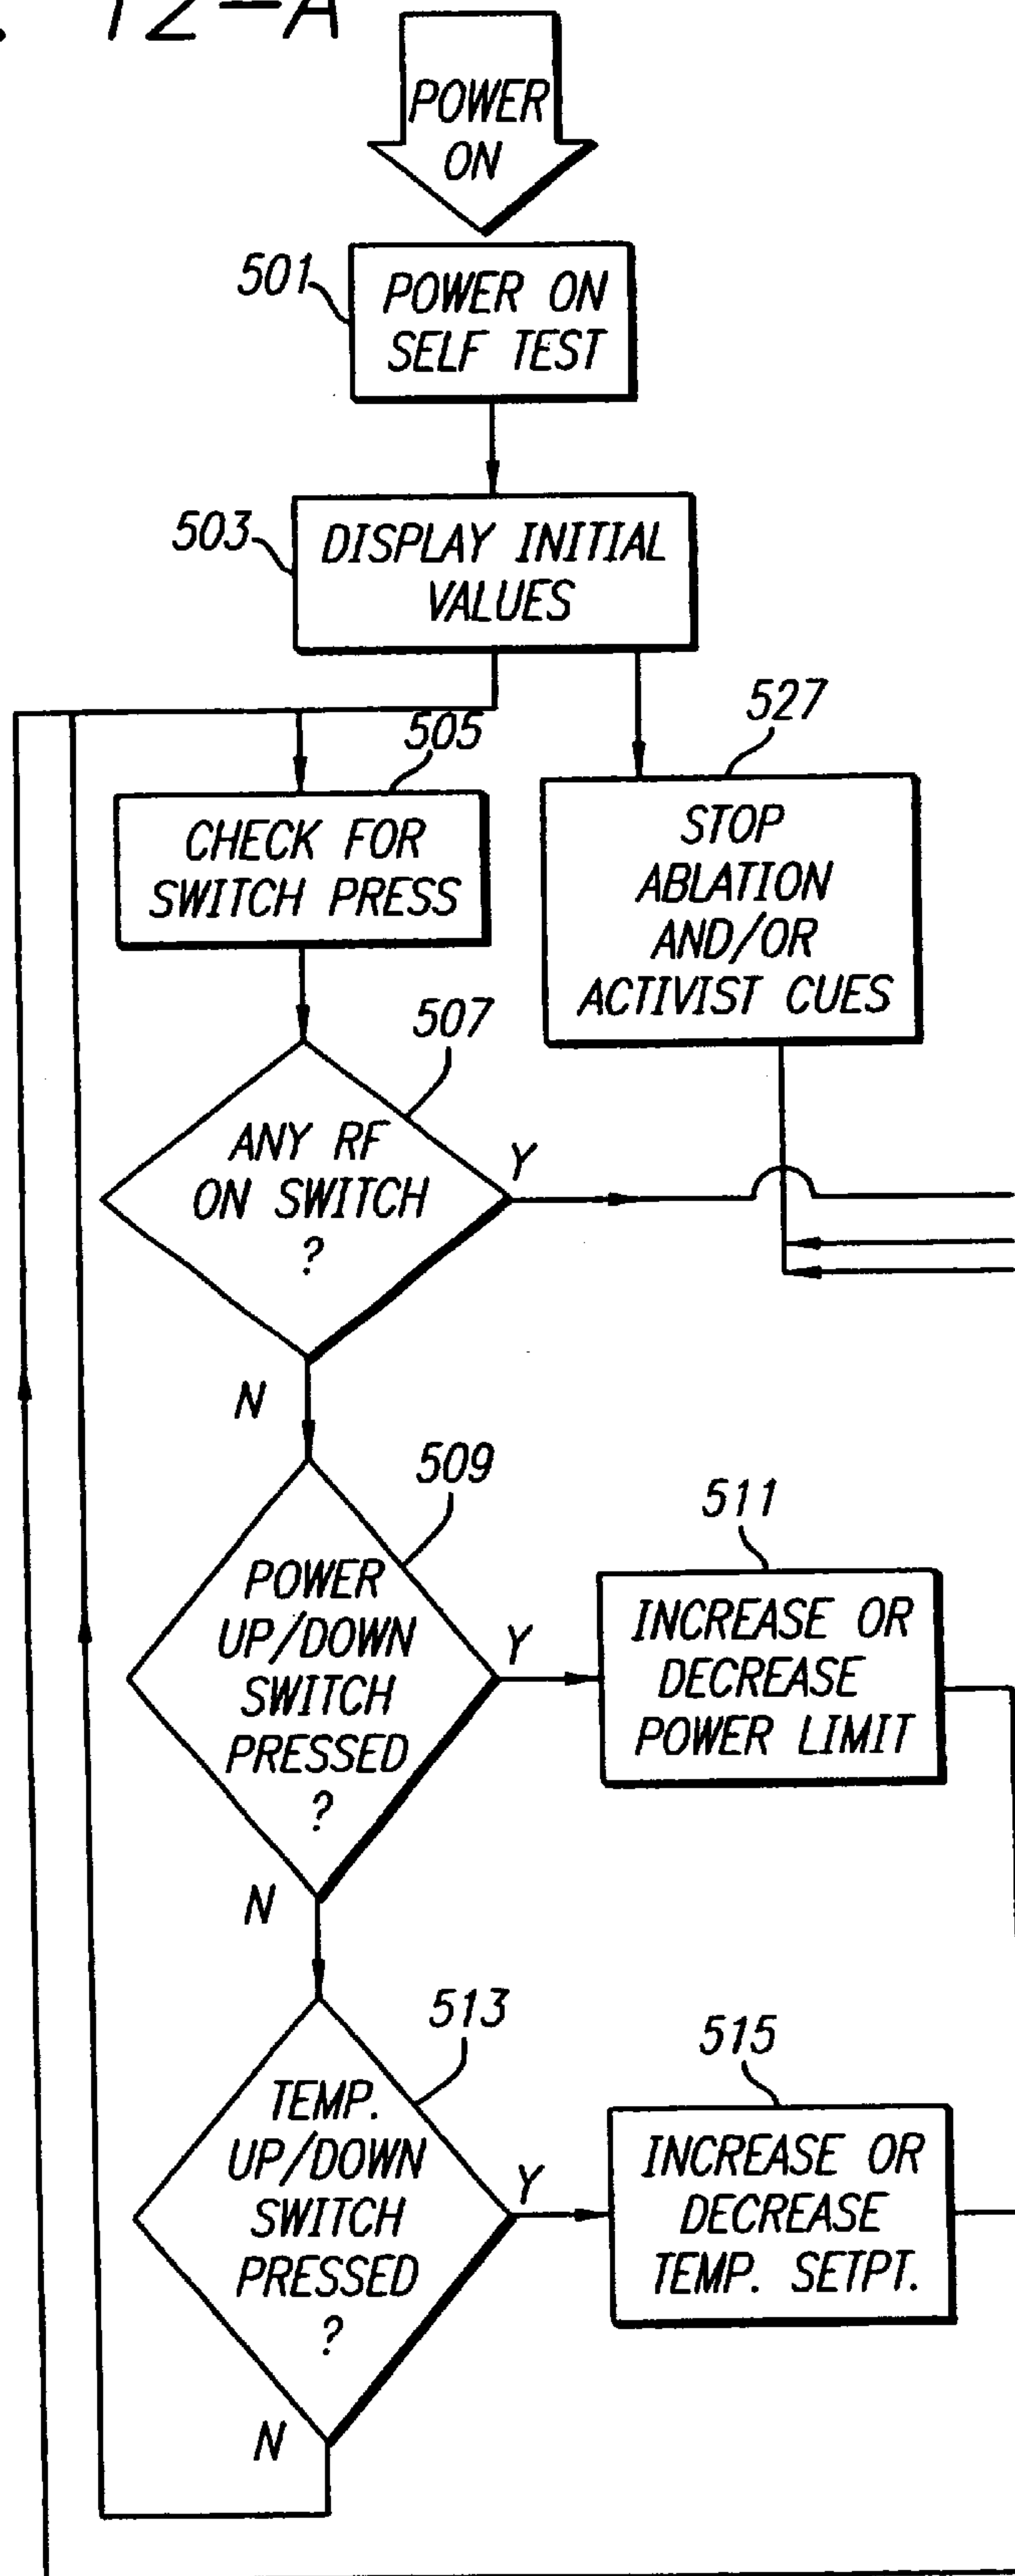 12-A
POWER
ON
501
POWER ON
SELF TEST
503
DISPLAY INITIAL
VALUES
505
527
CHECK FOR
SWITCH PRESS
STOP
ABLATION
AND/OR
ACTIVIST CUES
507
ANY RF
ON SWITCH
?
Y
N
509
POWER
UP/DOWN
SWITCH
PRESSED
?
Y
N
511
INCREASE OR
DECREASE
POWER LIMIT
513
TEMP.
UP/DOWN
SWITCH
PRESSED
?
Y
N
515
INCREASE OR
DECREASE
TEMP. SETPT.